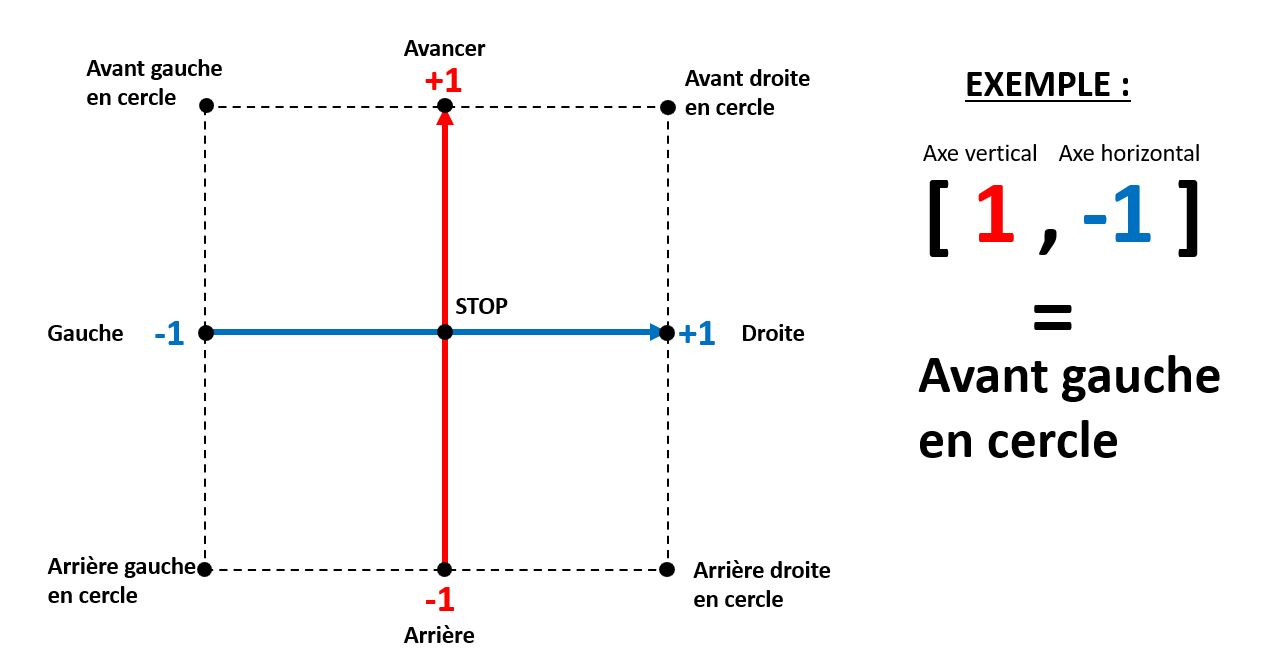 Avancer
+1
Avant gauche
en cercle
Avant droite
en cercle
STOP
Gauche
-1
+1
Droite
Arrière gauche
en cercle
-1
Arrière
Arrière droite
en cercle
EXEMPLE :
Axe vertical Axe horizontal
[ 1 , -1 ]
=
Avant gauche
en cercle